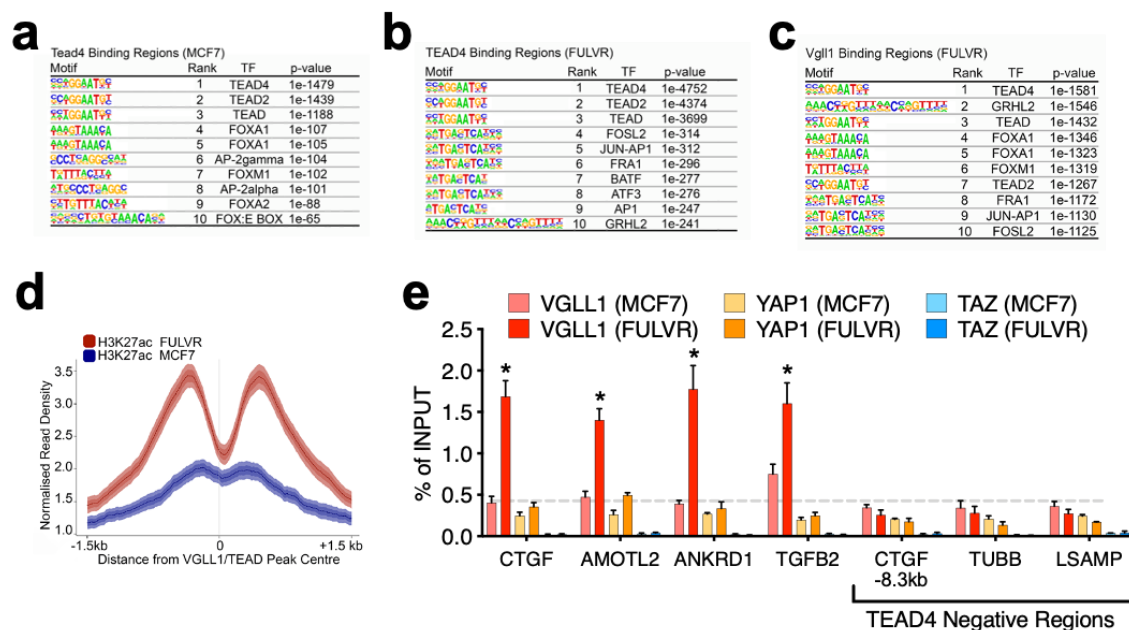 a
Tead4 Binding Regions (MCF7)
Motif Rank TF p-value
1 TEAD4 1e-1479
2 TEAD2 1e-1439
3 TEAD 1e-1188
4 FOXA1 1e-107
5 FOXA1 1e-105
6 AP-2gamma 1e-104
7 FOXM1 1e-102
8 AP-2alpha 1e-101
9 FOXA2 1e-88
10 FOX:E BOX 1e-65
b
TEAD4 Binding Regions (FULVR)
Motif Rank TF p-value
1 TEAD4 1e-4752
2 TEAD2 1e-4374
3 TEAD 1e-3699
4 FOSL2 1e-314
5 JUN-AP1 1e-312
6 FRA1 1e-296
7 BATF 1e-277
8 ATF3 1e-276
9 AP1 1e-247
10 GRHL2 1e-241
c
Vgll1 Binding Regions (FULVR)
Motif Rank TF p-value
1 TEAD4 1e-1581
2 GRHL2 1e-1546
3 TEAD 1e-1432
4 FOXA1 1e-1346
5 FOXA1 1e-1323
6 FOXM1 1e-1319
7 TEAD2 1e-1267
8 FRA1 1e-1172
9 JUN-AP1 1e-1130
10 FOSL2 1e-1125
d
H3K27ac FULVR
H3K27ac MCF7
Normalised Read Density
3.5
3.0
2.5
2.0
1.5
1.0
-1.5kb 0 +1.5 kb
Distance from VGLL1/TEAD Peak Centre
e
VGLL1 (MCF7) YAP1 (MCF7) TAZ (MCF7)
VGLL1 (FULVR) YAP1 (FULVR) TAZ (FULVR)
% of INPUT
2.5
2.0
1.5
1.0
0.5
0.0
* * * *
CTGF AMOTL2 ANKRD1 TGFB2 CTGF TUBB LSAMP
-8.3kb
TEAD4 Negative Regions